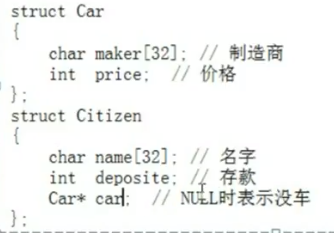 struct Car
{
char maker[32]; // 制造商
int price; // 价格
};
struct Citizen
{
char name[32]; // 名字
int deposite; // 存款
Car* car; // NULL时表示没车
};